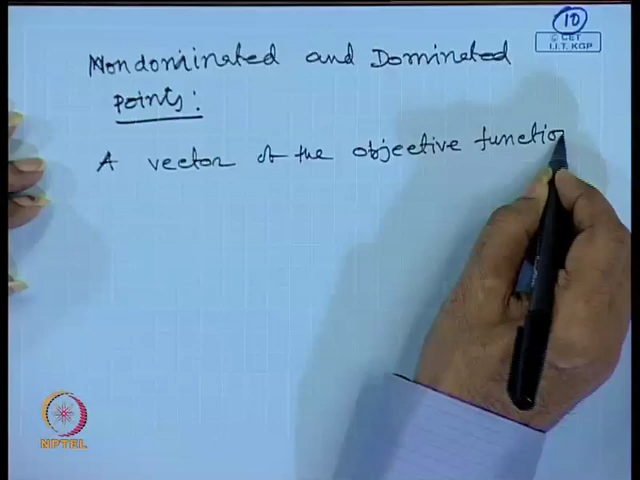 10
© CET
I.I.T. KGP
Nondominated and Dominated
points:
A vector of the objective functio
NPTEL